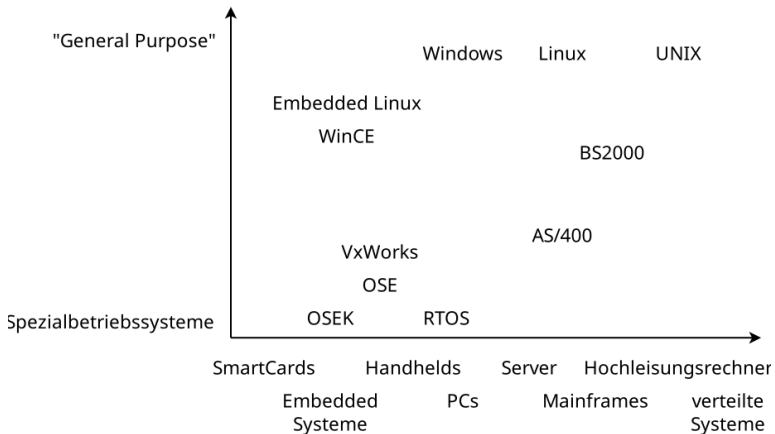 "General Purpose"
Windows Linux UNIX
Embedded Linux
WinCE
BS2000
AS/400
VxWorks
OSE
Spezialbetriebssysteme OSEK RTOS
SmartCards Handhelds Server Hochleisungsrechner
Embedded PCs Mainframes verteilte
Systeme Systeme